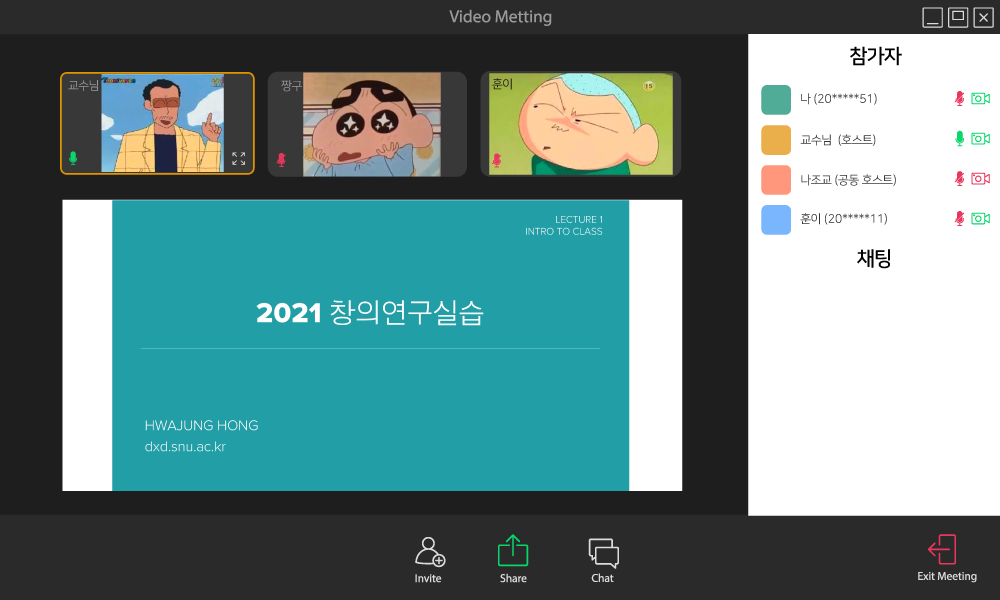 Video Metting
교수님
짱구
훈이
15
LECTURE 1
INTRO TO CLASS
2021 창의연구실습
HWAJUNG HONG
dxd.snu.ac.kr
참가자
나 (20*****51)
교수님 (호스트)
나조교 (공동 호스트)
훈이 (20*****11)
채팅
Invite
Share
Chat
Exit Meeting